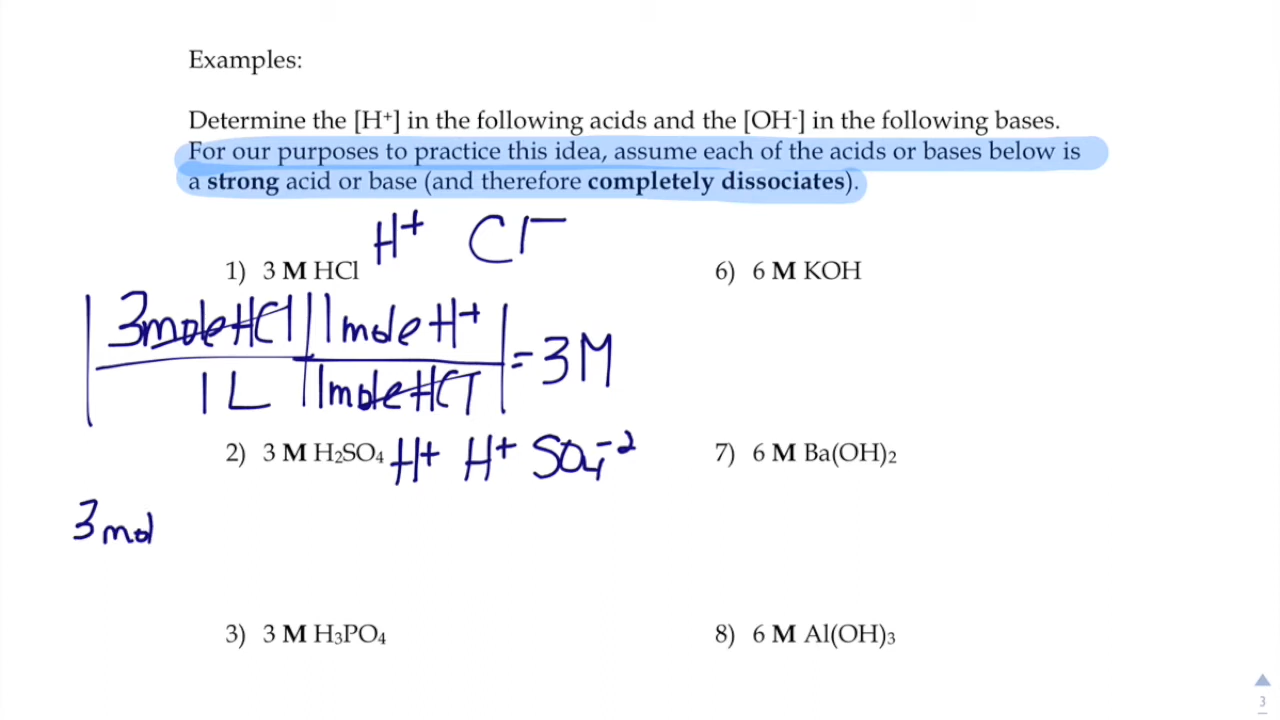 Examples:
Determine the [H⁺] in the following acids and the [OH⁻] in the following bases.
For our purposes to practice this idea, assume each of the acids or bases below is
a strong acid or base (and therefore completely dissociates).
H⁺ Cl⁻
1) 3 M HCl
3 mole HCl | 1 mole H⁺ = 3 M
1 L | 1 mole HCl
2) 3 M H₂SO₄ H⁺ H⁺ SO₄⁻²
3 mol
3) 3 M H₃PO₄
6) 6 M KOH
7) 6 M Ba(OH)₂
8) 6 M Al(OH)₃
3